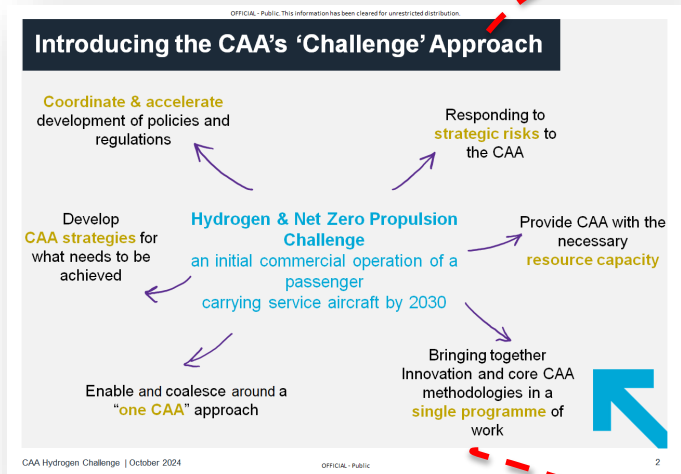 OFFICIAL - Public. This information has been cleared for unrestricted distribution.
Introducing the CAA's 'Challenge' Approach
Coordinate & accelerate
development of policies and
regulations
Responding to
strategic risks to
the CAA
Develop
CAA strategies for
what needs to be
achieved
Hydrogen & Net Zero Propulsion
Challenge
an initial commercial operation of a
passenger
carrying service aircraft by 2030
Provide CAA with the
necessary
resource capacity
Enable and coalesce around a
“one CAA” approach
Bringing together
Innovation and core CAA
methodologies in a
single programme of
work
CAA Hydrogen Challenge | October 2024
OFFICIAL - Public
2